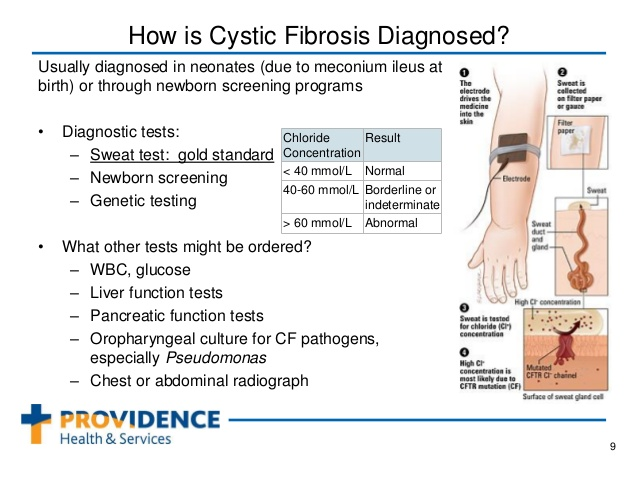 How is Cystic Fibrosis Diagnosed?
Usually diagnosed in neonates (due to meconium ileus at
birth) or through newborn screening programs
• Diagnostic tests:
– Sweat test: gold standard
– Newborn screening
– Genetic testing
Chloride Concentration Result
< 40 mmol/L Normal
40-60 mmol/L Borderline or indeterminate
> 60 mmol/L Abnormal
• What other tests might be ordered?
– WBC, glucose
– Liver function tests
– Pancreatic function tests
– Oropharyngeal culture for CF pathogens,
especially Pseudomonas
– Chest or abdominal radiograph
1
The
electrode
drives the
medicine
into the
skin
2
Sweat is
collected
on filter paper
or gauze
Filter
paper
Electrode
Sweat
Sweat
duct
and
gland
High Cl⁻ concentration
3
Sweat is tested
for chloride (Cl⁻)
4
High Cl⁻
concentration is
most likely due to
CFTR mutation (CF)
Mutated
CFTR Cl⁻ channel
Surface of sweat gland cell
PROVIDENCE
Health & Services
9